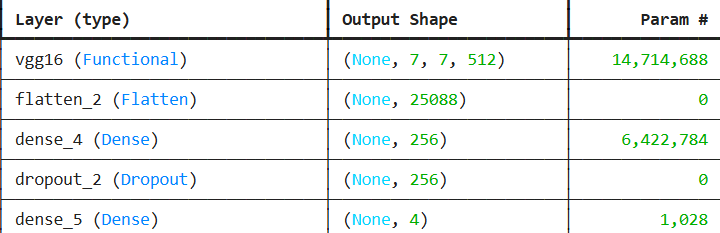 Layer (type) Output Shape Param #
vgg16 (Functional) (None, 7, 7, 512) 14,714,688
flatten_2 (Flatten) (None, 25088) 0
dense_4 (Dense) (None, 256) 6,422,784
dropout_2 (Dropout) (None, 256) 0
dense_5 (Dense) (None, 4) 1,028